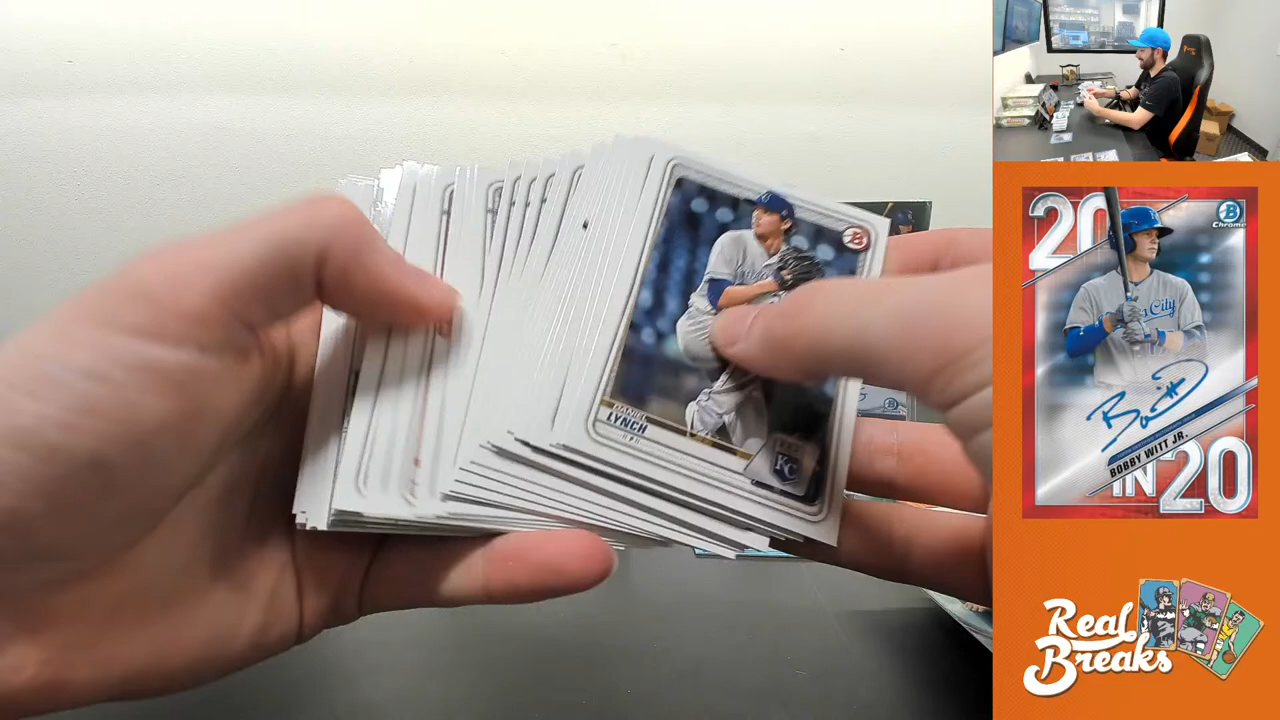 DANIEL
LYNCH
KC
20
B
Chrome
City
BOBBY WITT JR.
IN 20
Real
Breaks